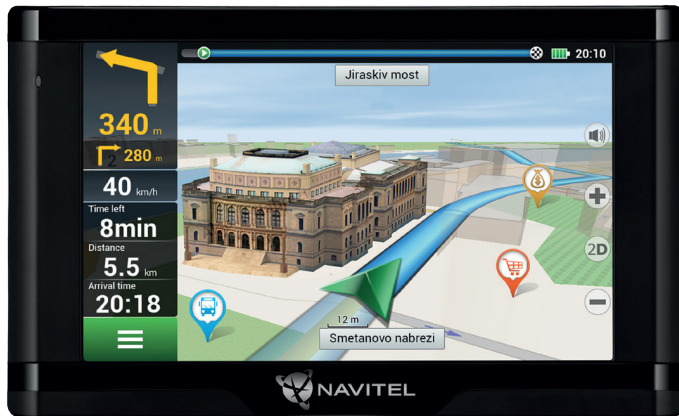 20:10
Jiraskiv most
340 m
2 280 m
40 km/h
Time left
8min
Distance
5.5 km
Arrival time
20:18
2D
12 m
Smetanovo nabrezi
NAVITEL